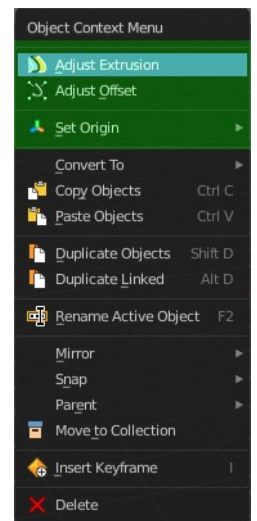 Object Context Menu
Adjust Extrusion
Adjust Offset
Set Origin
Convert To
Copy Objects Ctrl C
Paste Objects Ctrl V
Duplicate Objects Shift D
Duplicate Linked Alt D
Rename Active Object F2
Mirror
Snap
Parent
Move to Collection
Insert Keyframe I
Delete